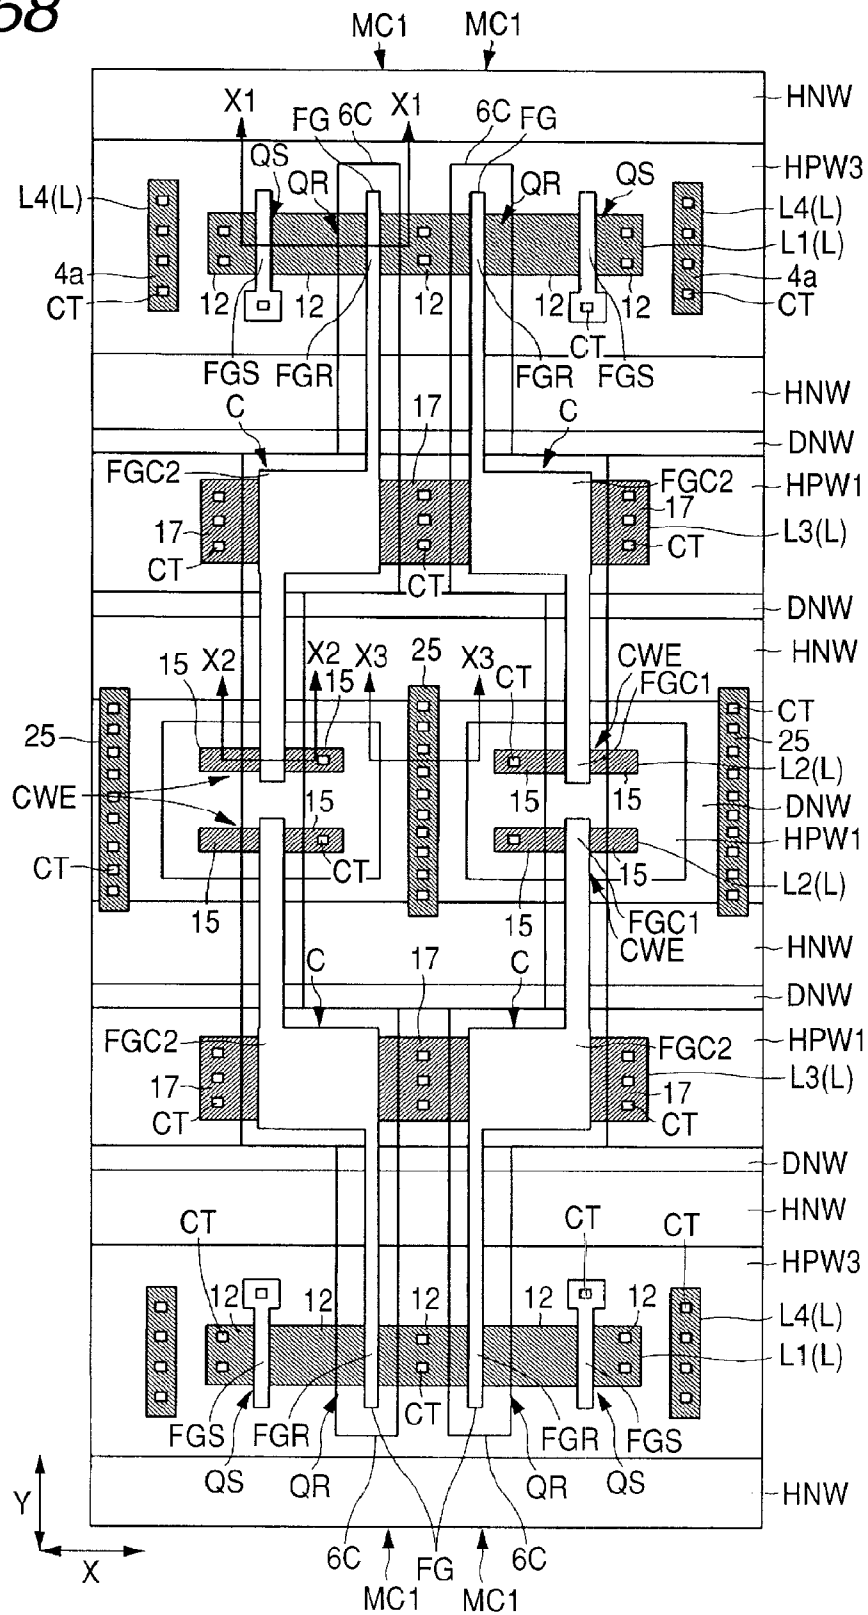 68
MC1 MC1
HNW
X1 FG 6C X1 6C FG
HPW3
QS QR QR QS
L4(L) L4(L)
L1(L)
4a 4a
CT 12 12 12 12 12 CT
CT
FGS FGR FGR FGS
HNW
C 17 C
DNW
FGC2 FGC2 HPW1
17 17
L3(L)
CT CT CT
DNW
HNW
X2 X2 X3 25 X3 CWE
15 15 CT FGC1
CT
25 25
L2(L)
15 15
CWE DNW
15 HPW1
CT CT
15 15 15 L2(L)
FGC1
CWE
HNW
C 17 C
DNW
FGC2 FGC2 HPW1
17 17 L3(L)
CT CT
DNW
HNW
CT CT CT
HPW3
12 12 12 12 12 L4(L)
L1(L)
CT
FGS FGR FGR FGS
QS QR QR QS
Y HNW
X 6C FG 6C
MC1 MC1